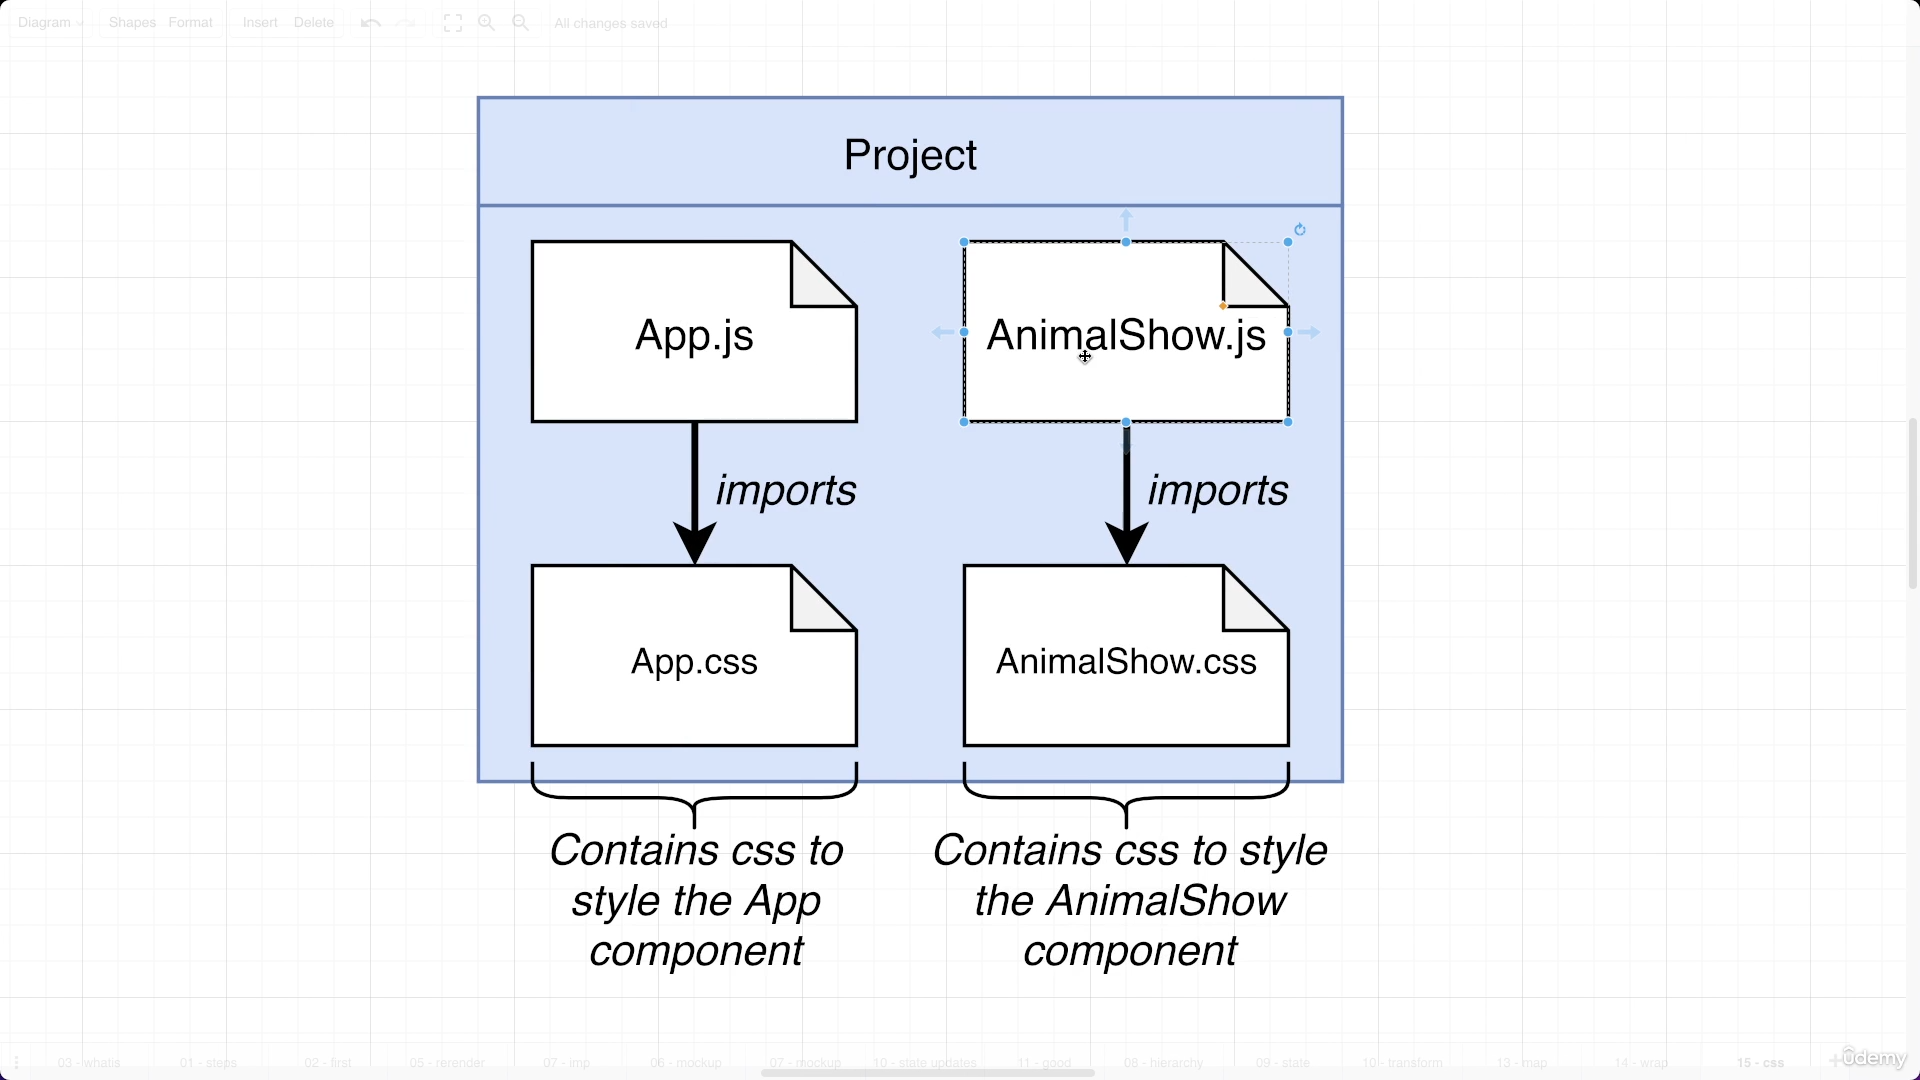 Diagram
Shapes Format
Insert Delete
All changes saved
Project
App.js
AnimalShow.js
imports
imports
App.css
AnimalShow.css
Contains css to
style the App
component
Contains css to style
the AnimalShow
component
03 - whatis
01 - steps
02 - first
05 - rerender
07 - imp
06 - mockup
07 - mockup
10 - state updates
11 - good
08 - hierarchy
09 - state
10 - transform
13 - map
14 - wrap
15 - css
ûdemy